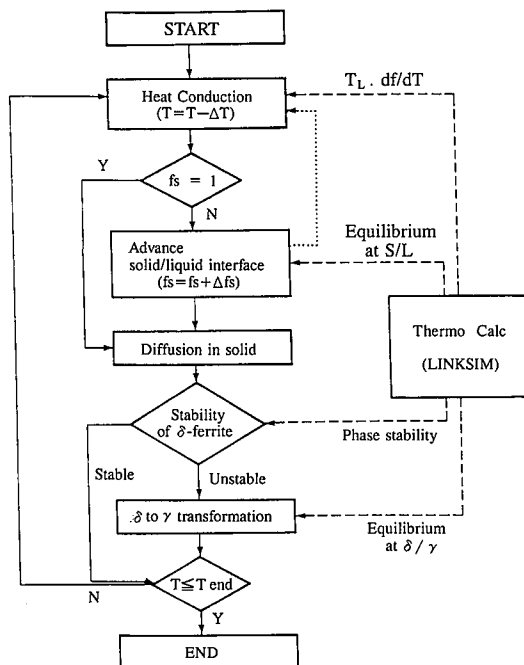 START
Heat Conduction
(T=T−ΔT)
T_L . df/dT
Y
fs = 1
N
Equilibrium
at S/L
Advance
solid/liquid interface
(fs=fs+Δfs)
Thermo Calc
(LINKSIM)
Diffusion in solid
Stability
of δ-ferrite
Phase stability
Stable
Unstable
δ to γ transformation
Equilibrium
at δ/γ
T≦T end
N
Y
END